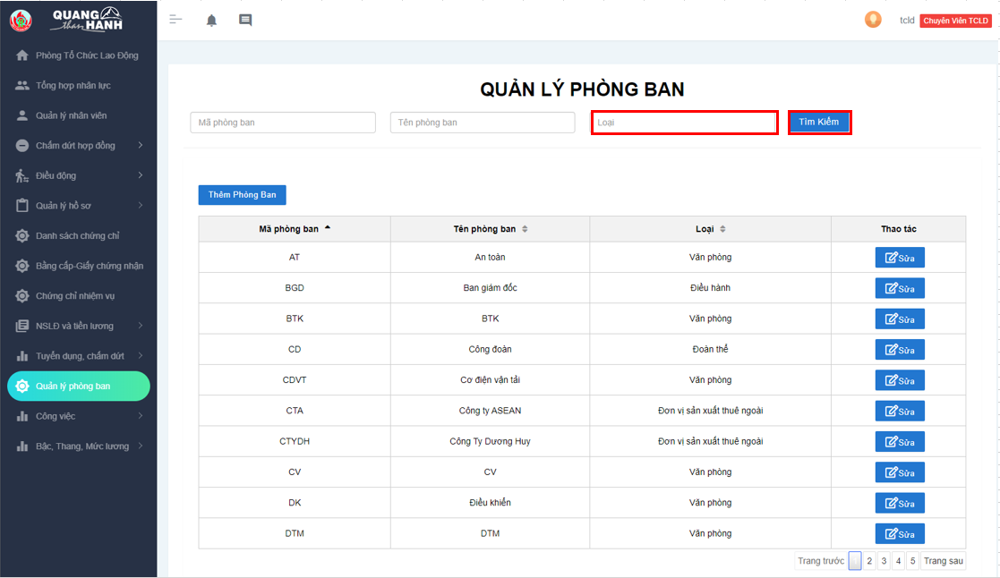 QUANG
than HANH
tcld Chuyên Viên TCLD
Phòng Tổ Chức Lao Động
Tổng hợp nhân lực
Quản lý nhân viên
Chấm dứt hợp đồng
Điều động
Quản lý hồ sơ
Danh sách chứng chỉ
Bằng cấp-Giấy chứng nhận
Chứng chỉ nhiệm vụ
NSLĐ và tiền lương
Tuyển dụng, chấm dứt
Quản lý phòng ban
Công việc
Bậc, Thang, Mức lương
QUẢN LÝ PHÒNG BAN
Mã phòng ban Tên phòng ban Loại Tìm Kiếm
Thêm Phòng Ban
Mã phòng ban Tên phòng ban Loại Thao tác
AT An toàn Văn phòng Sửa
BGD Ban giám đốc Điều hành Sửa
BTK BTK Văn phòng Sửa
CD Công đoàn Đoàn thể Sửa
CDVT Cơ điện vận tải Văn phòng Sửa
CTA Công ty ASEAN Đơn vị sản xuất thuê ngoài Sửa
CTYDH Công Ty Dương Huy Đơn vị sản xuất thuê ngoài Sửa
CV CV Văn phòng Sửa
DK Điều khiển Văn phòng Sửa
DTM DTM Văn phòng Sửa
Trang trước 1 2 3 4 5 Trang sau